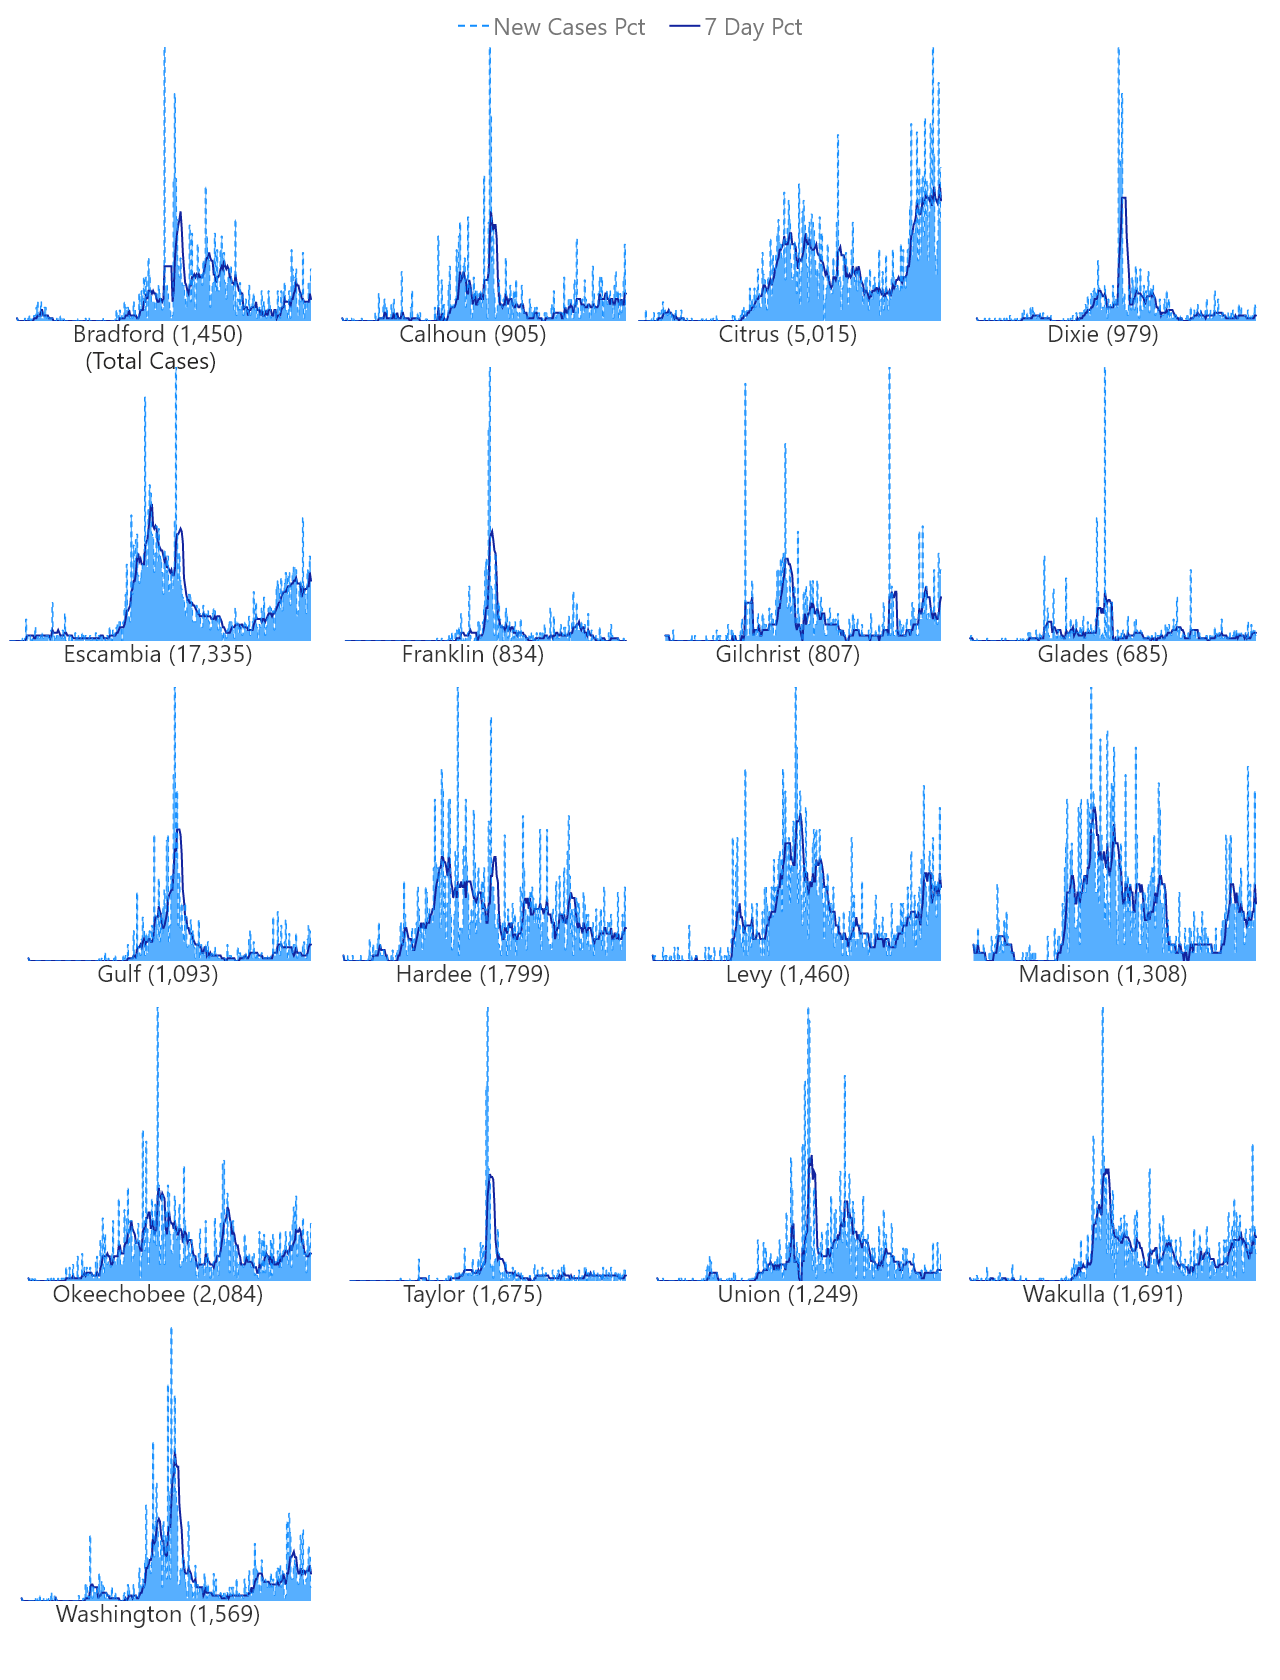 New Cases Pct 7 Day Pct
Bradford (1,450) Calhoun (905) Citrus (5,015) Dixie (979)
(Total Cases)
Escambia (17,335) Franklin (834) Gilchrist (807) Glades (685)
Gulf (1,093) Hardee (1,799) Levy (1,460) Madison (1,308)
Okeechobee (2,084) Taylor (1,675) Union (1,249) Wakulla (1,691)
Washington (1,569)